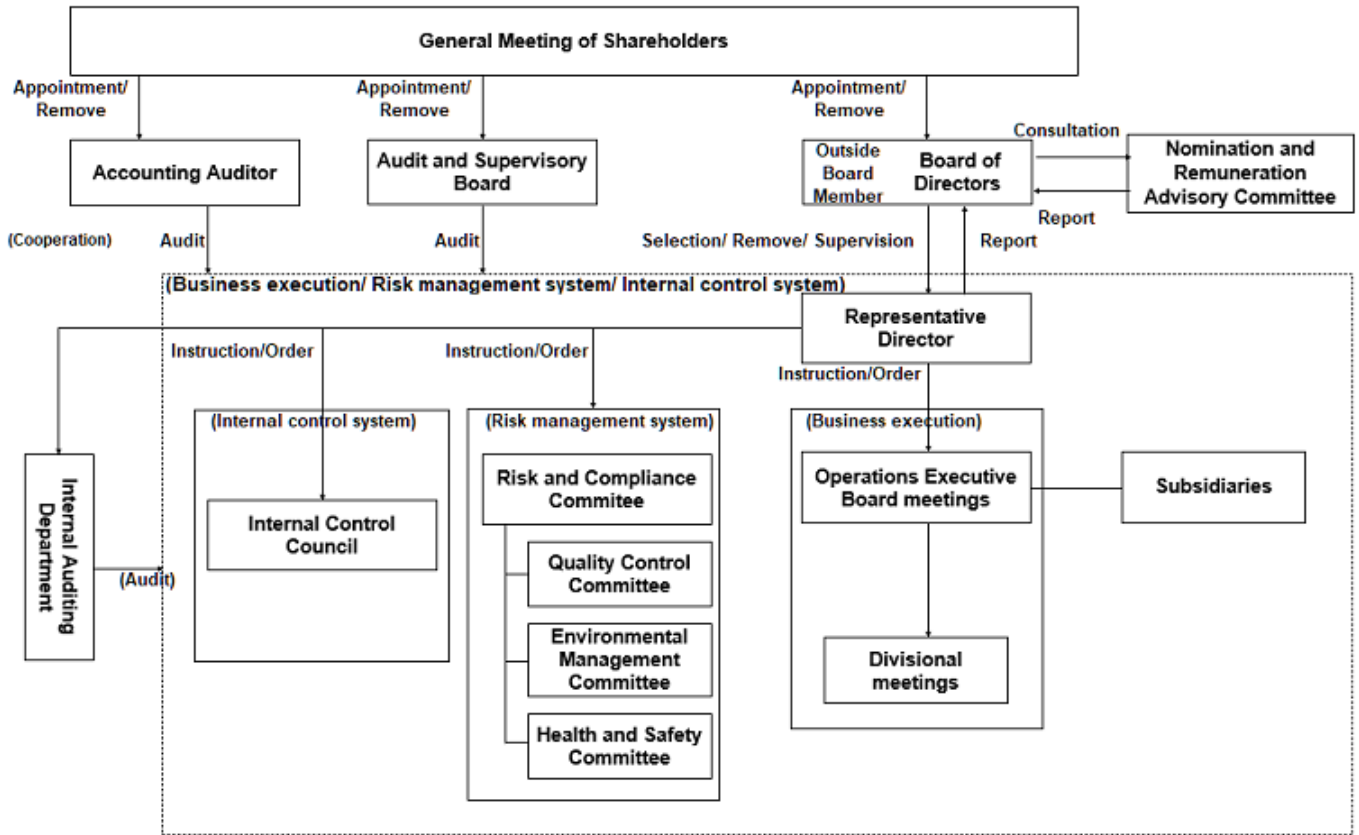 General Meeting of Shareholders
Appointment/
Remove
Appointment/
Remove
Appointment/
Remove
Accounting Auditor
Audit and Supervisory
Board
Outside
Board
Member
Board of
Directors
Consultation
Report
Nomination and
Remuneration
Advisory Committee
(Cooperation)
Audit
Audit
Selection/ Remove/ Supervision
Report
(Business execution/ Risk management system/ Internal control system)
Representative
Director
Instruction/Order
Instruction/Order
Instruction/Order
(Internal control system)
(Risk management system)
(Business execution)
Internal Auditing
Department
(Audit)
Internal Control
Council
Risk and Compliance
Commitee
Quality Control
Committee
Environmental
Management
Committee
Health and Safety
Committee
Operations Executive
Board meetings
Subsidiaries
Divisional
meetings